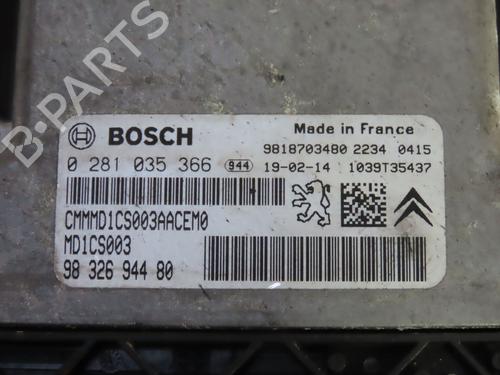 B-PARTS
BOSCH
Made in France
9818703480 2234 0415
0 281 035 366 944 19-02-14 1039T35437
CMMMD1CS003AACEM0
MD1CS003
98 326 944 80